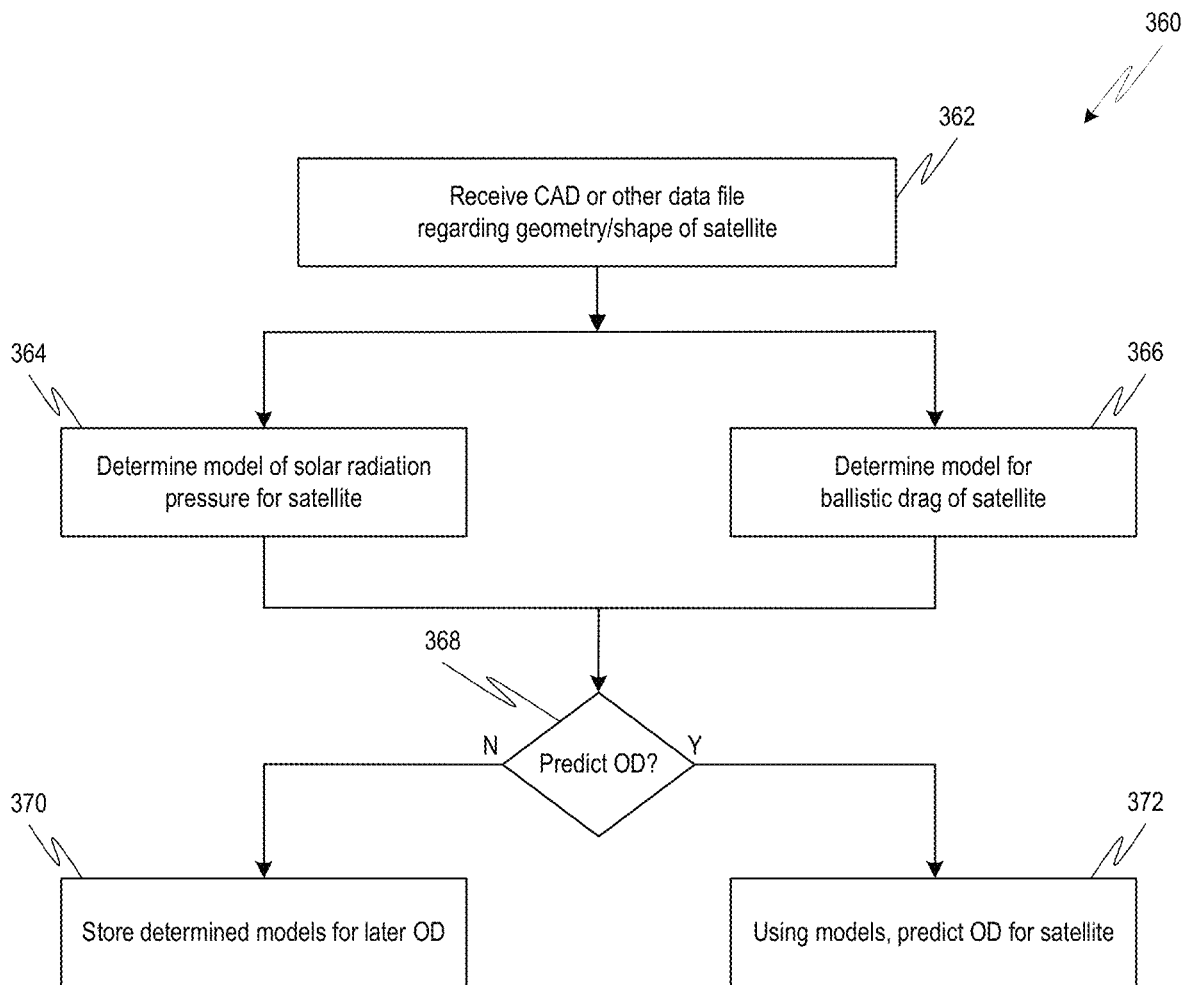 360
362
Receive CAD or other data file
regarding geometry/shape of satellite
364
366
Determine model of solar radiation
pressure for satellite
Determine model for
ballistic drag of satellite
368
N
Predict OD?
Y
370
372
Store determined models for later OD
Using models, predict OD for satellite